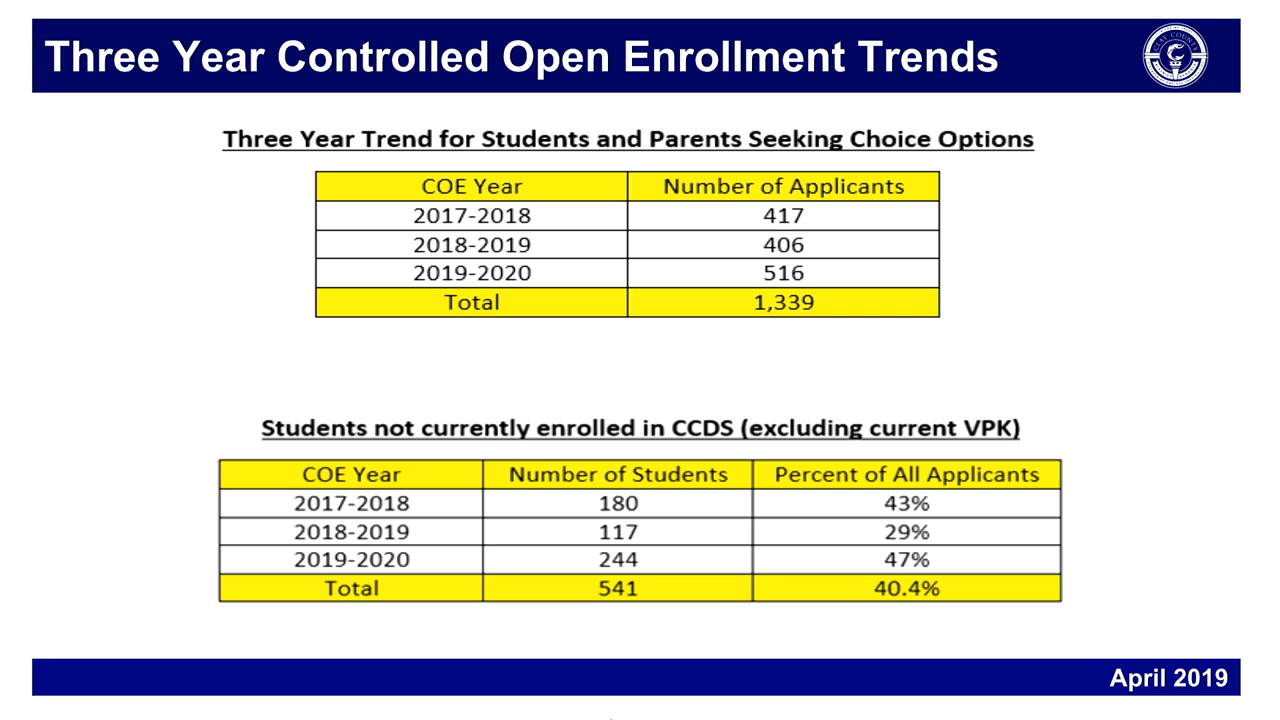 Three Year Controlled Open Enrollment Trends
CLAY COUNTY
Three Year Trend for Students and Parents Seeking Choice Options
COE Year Number of Applicants
2017-2018 417
2018-2019 406
2019-2020 516
Total 1,339
Students not currently enrolled in CCDS (excluding current VPK)
COE Year Number of Students Percent of All Applicants
2017-2018 180 43%
2018-2019 117 29%
2019-2020 244 47%
Total 541 40.4%
April 2019